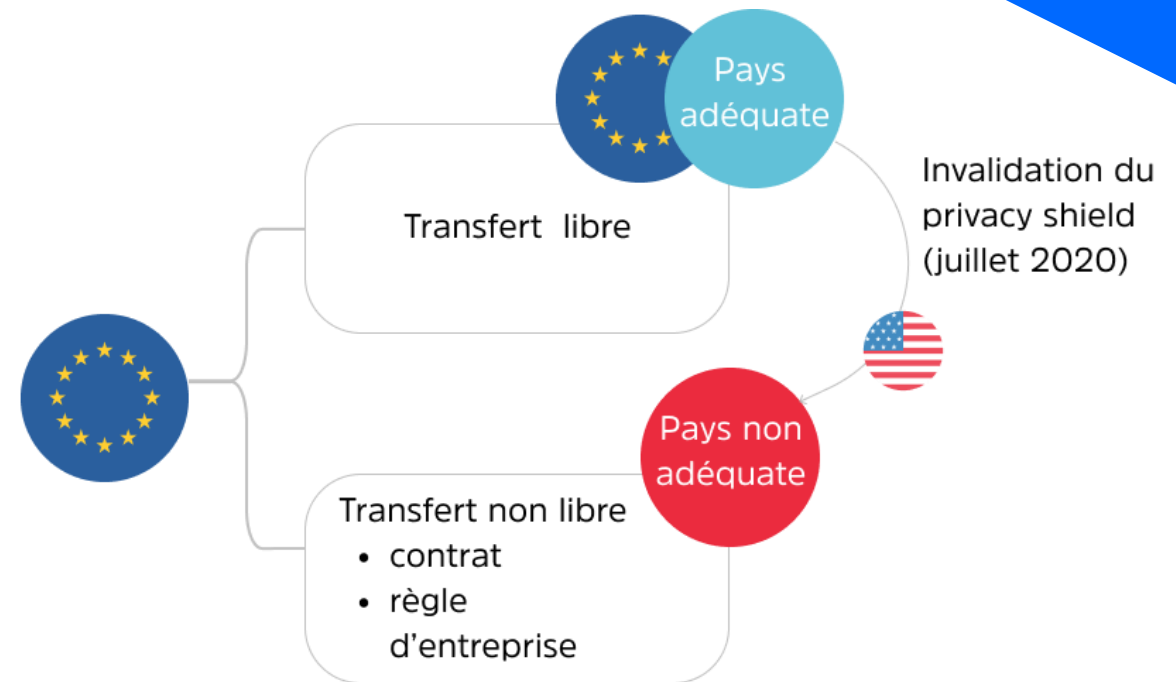 Pays
adéquate
Invalidation du
privacy shield
(juillet 2020)
Transfert libre
Pays non
adéquate
Transfert non libre
• contrat
• règle
d'entreprise